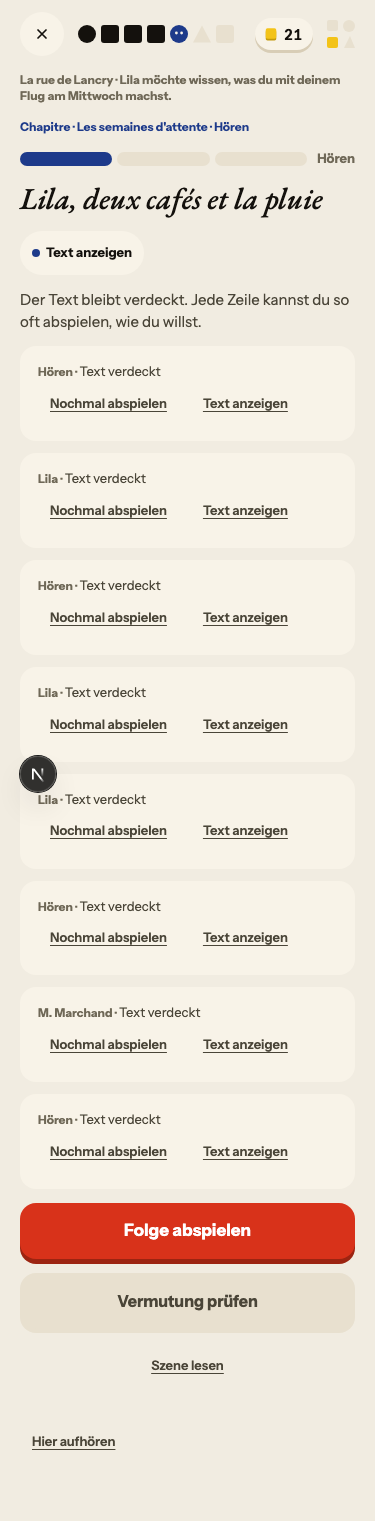 ×
21
La rue de Lancry · Lila möchte wissen, was du mit deinem
Flug am Mittwoch machst.
Chapitre · Les semaines d'attente · Hören
Hören
Lila, deux cafés et la pluie
Text anzeigen
Der Text bleibt verdeckt. Jede Zeile kannst du so
oft abspielen, wie du willst.
Hören · Text verdeckt
Nochmal abspielen Text anzeigen
Lila · Text verdeckt
Nochmal abspielen Text anzeigen
Hören · Text verdeckt
Nochmal abspielen Text anzeigen
Lila · Text verdeckt
Nochmal abspielen Text anzeigen
N
Lila · Text verdeckt
Nochmal abspielen Text anzeigen
Hören · Text verdeckt
Nochmal abspielen Text anzeigen
M. Marchand · Text verdeckt
Nochmal abspielen Text anzeigen
Hören · Text verdeckt
Nochmal abspielen Text anzeigen
Folge abspielen
Vermutung prüfen
Szene lesen
Hier aufhören